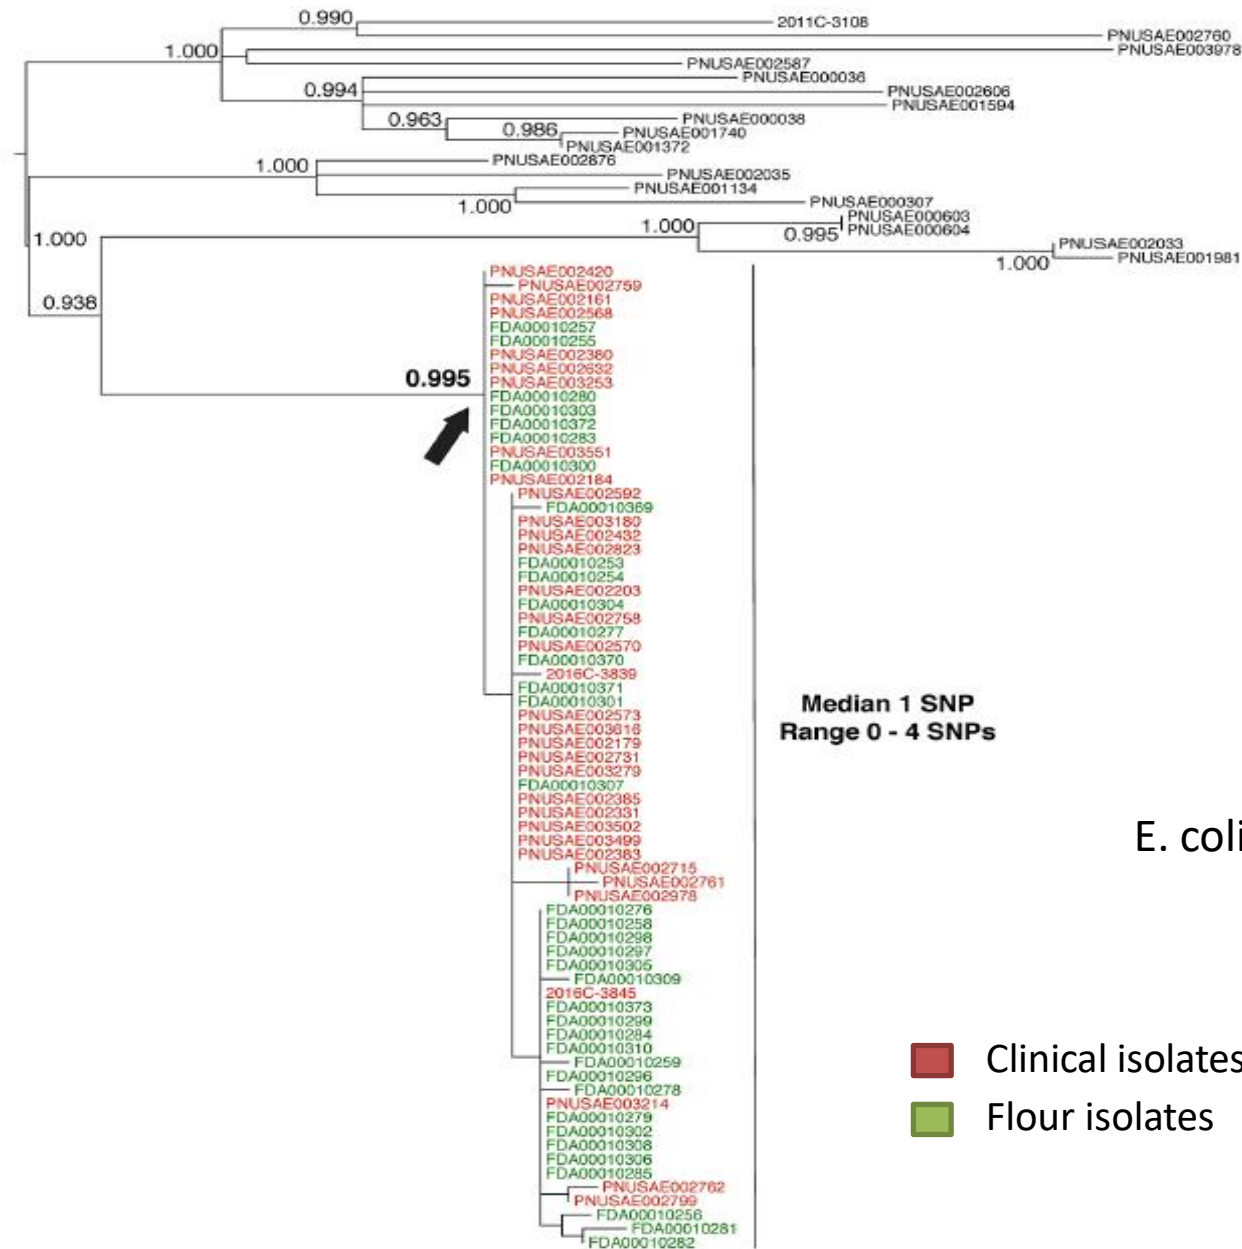 0.990
2011C-3108
PNUSAE002760
1.000
PNUSAE003978
PNUSAE002587
PNUSAE000036
0.994
PNUSAE002606
PNUSAE001594
0.963
PNUSAE000038
0.986
PNUSAE001740
PNUSAE001372
1.000
PNUSAE002876
PNUSAE002035
PNUSAE001134
1.000
PNUSAE000307
PNUSAE000603
1.000
0.995
PNUSAE000604
1.000
PNUSAE002033
1.000
PNUSAE001981
PNUSAE002420
PNUSAE002759
PNUSAE002161
0.938
PNUSAE002568
FDA00010257
FDA00010255
PNUSAE002380
PNUSAE002632
0.995
PNUSAE003253
FDA00010280
FDA00010303
FDA00010372
FDA00010283
PNUSAE003551
FDA00010300
PNUSAE002184
PNUSAE002592
FDA00010369
PNUSAE003180
PNUSAE002432
PNUSAE002823
FDA00010253
FDA00010254
PNUSAE002203
FDA00010304
PNUSAE002758
FDA00010277
PNUSAE002570
FDA00010370
2016C-3839
FDA00010371
FDA00010301
PNUSAE002573
PNUSAE003616
PNUSAE002179
PNUSAE002731
PNUSAE003279
FDA00010307
PNUSAE002385
PNUSAE002331
PNUSAE003502
PNUSAE003499
PNUSAE002383
PNUSAE002715
PNUSAE002761
PNUSAE002978
FDA00010276
FDA00010258
FDA00010298
FDA00010297
FDA00010305
FDA00010309
2016C-3845
FDA00010373
FDA00010299
FDA00010284
FDA00010310
FDA00010259
FDA00010296
FDA00010278
PNUSAE003214
FDA00010279
FDA00010302
FDA00010308
FDA00010306
FDA00010285
PNUSAE002762
PNUSAE002799
FDA00010256
FDA00010281
FDA00010282
Median 1 SNP
Range 0 - 4 SNPs
E. coli
Clinical isolates
Flour isolates